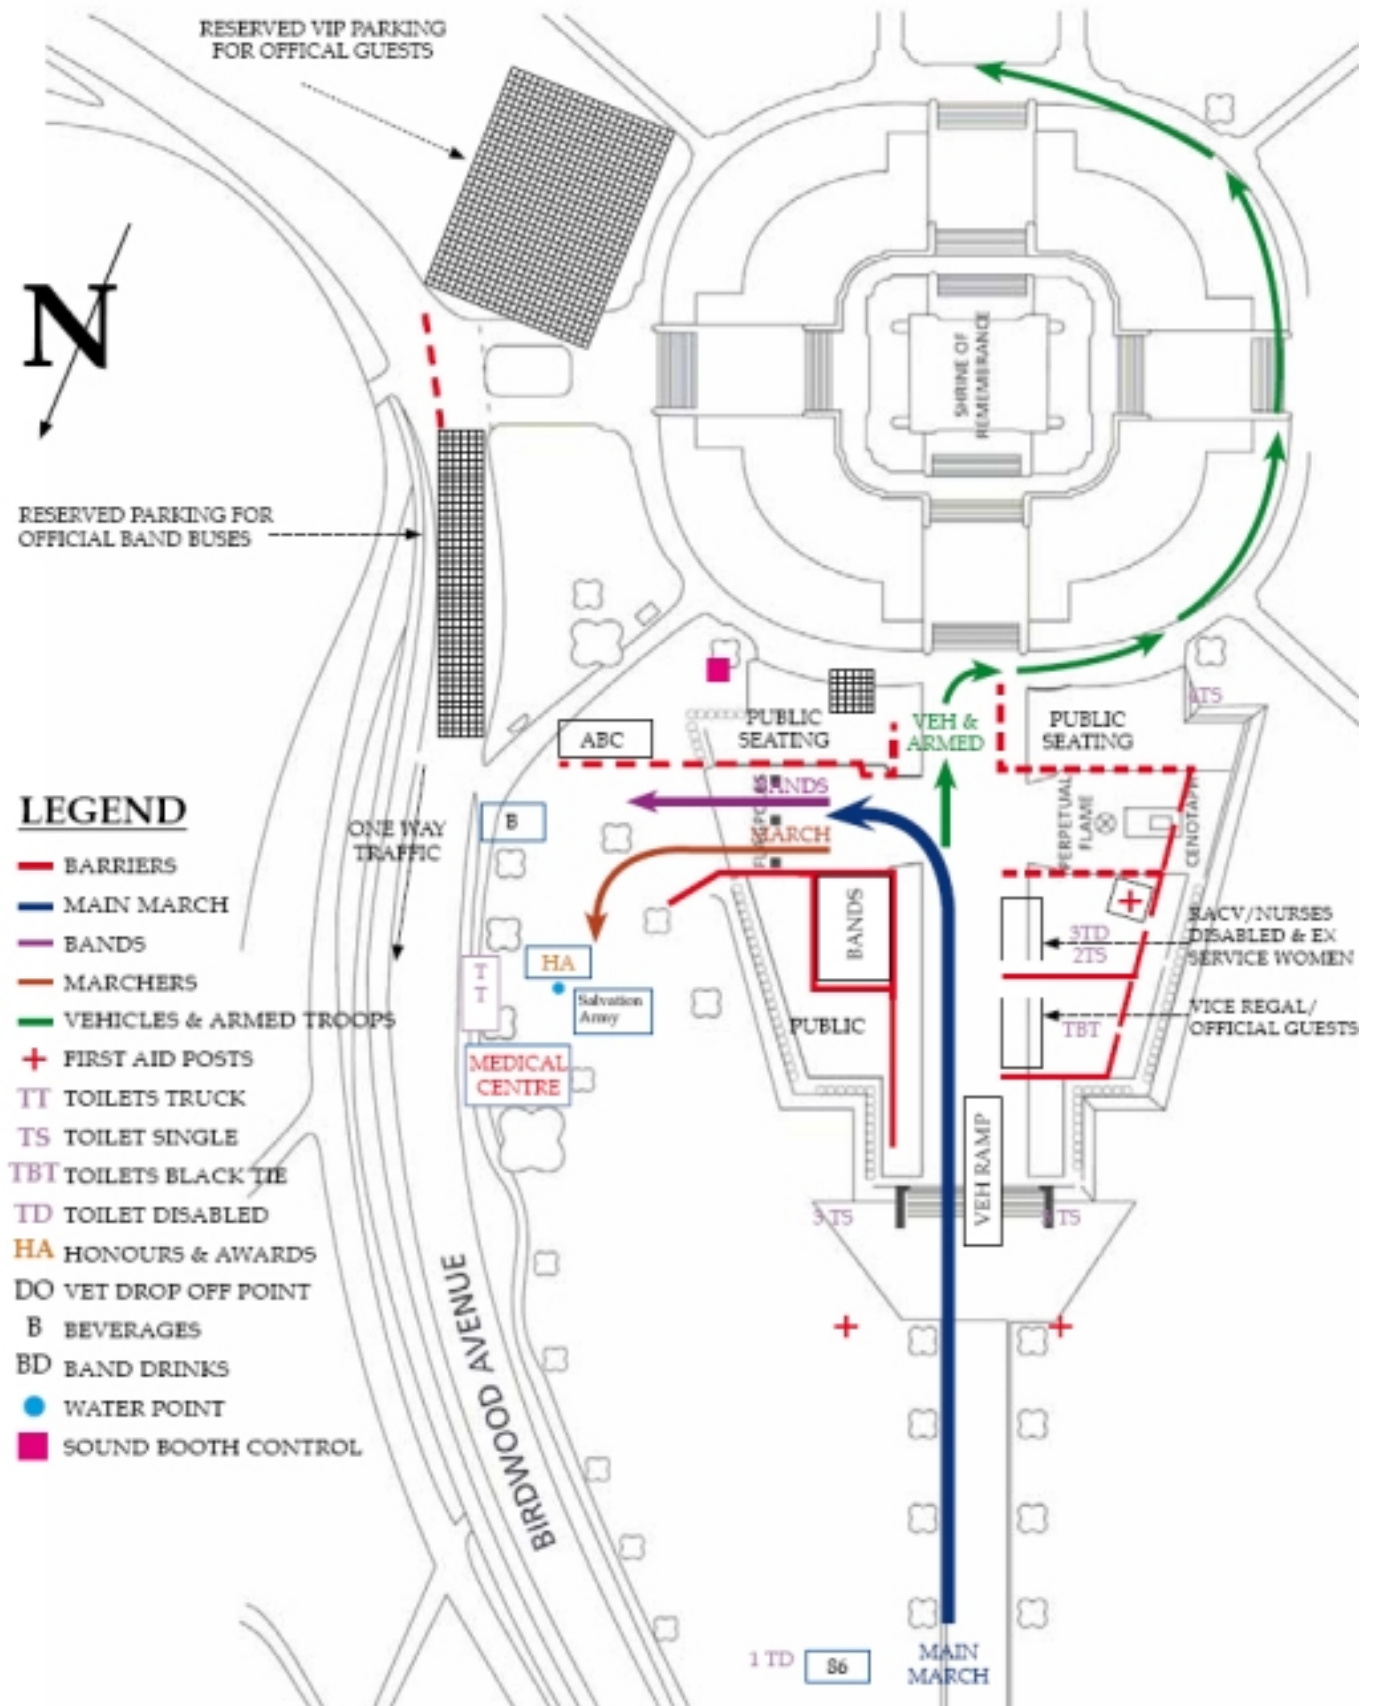 RESERVED VIP PARKING
FOR OFFICAL GUESTS
N
SHRINE OF
REMEMBRANCE
RESERVED PARKING FOR
OFFICIAL BAND BUSES
ABC
PUBLIC
SEATING
VEH &
ARMED
PUBLIC
SEATING
BANDS
MARCH
PERPETUAL
FLAME
CENOTAPH
B
ONE WAY
TRAFFIC
BANDS
HA
T
T
Salvation
Army
MEDICAL
CENTRE
PUBLIC
3TD
2TS
RACV/NURSES
DISABLED & EX
SERVICE WOMEN
TBT
VICE REGAL/
OFFICIAL GUESTS
VEH RAMP
3 TS
TS
BIRDWOOD AVENUE
1 TD
MAIN
MARCH
LEGEND
BARRIERS
MAIN MARCH
BANDS
MARCHERS
VEHICLES & ARMED TROOPS
FIRST AID POSTS
TT TOILETS TRUCK
TS TOILET SINGLE
TBT TOILETS BLACK TIE
TD TOILET DISABLED
HA HONOURS & AWARDS
DO VET DROP OFF POINT
B BEVERAGES
BD BAND DRINKS
WATER POINT
SOUND BOOTH CONTROL